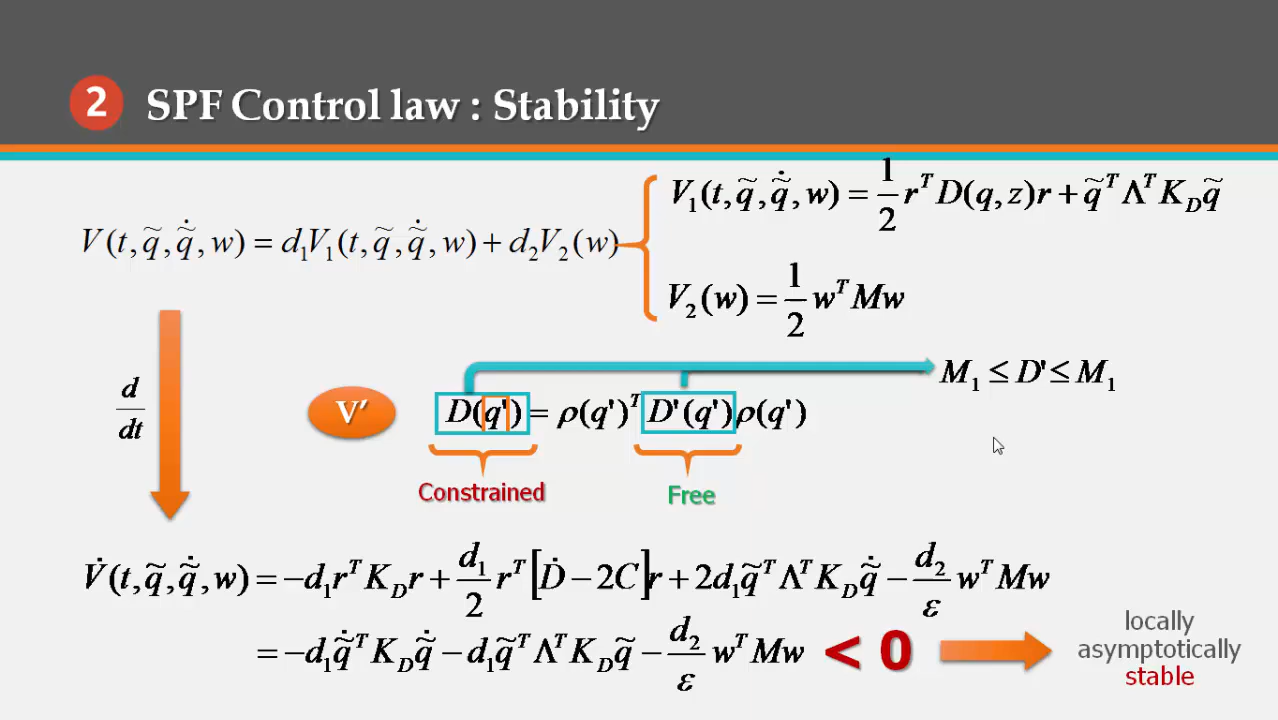 2 SPF Control law : Stability
V(t, q̃, q̃̇, w) = d₁V₁(t, q̃, q̃̇, w) + d₂V₂(w)
V₁(t, q̃, q̃̇, w) = 1/2 rᵀD(q, z)r + q̃ᵀΛᵀK_D q̃
V₂(w) = 1/2 wᵀMw
M₁ ≤ D' ≤ M₁
d/dt
V′
D(q') = ρ(q')ᵀ D'(q')ρ(q')
Constrained
Free
V̇(t, q̃, q̃̇, w) = −d₁rᵀK_D r + d₁/2 rᵀ[Ḋ − 2C]r + 2d₁q̃ᵀΛᵀK_D q̃̇ − d₂/ε wᵀMw
= −d₁q̃̇ᵀK_D q̃̇ − d₁q̃ᵀΛᵀK_D q̃ − d₂/ε wᵀMw < 0
locally
asymptotically
stable